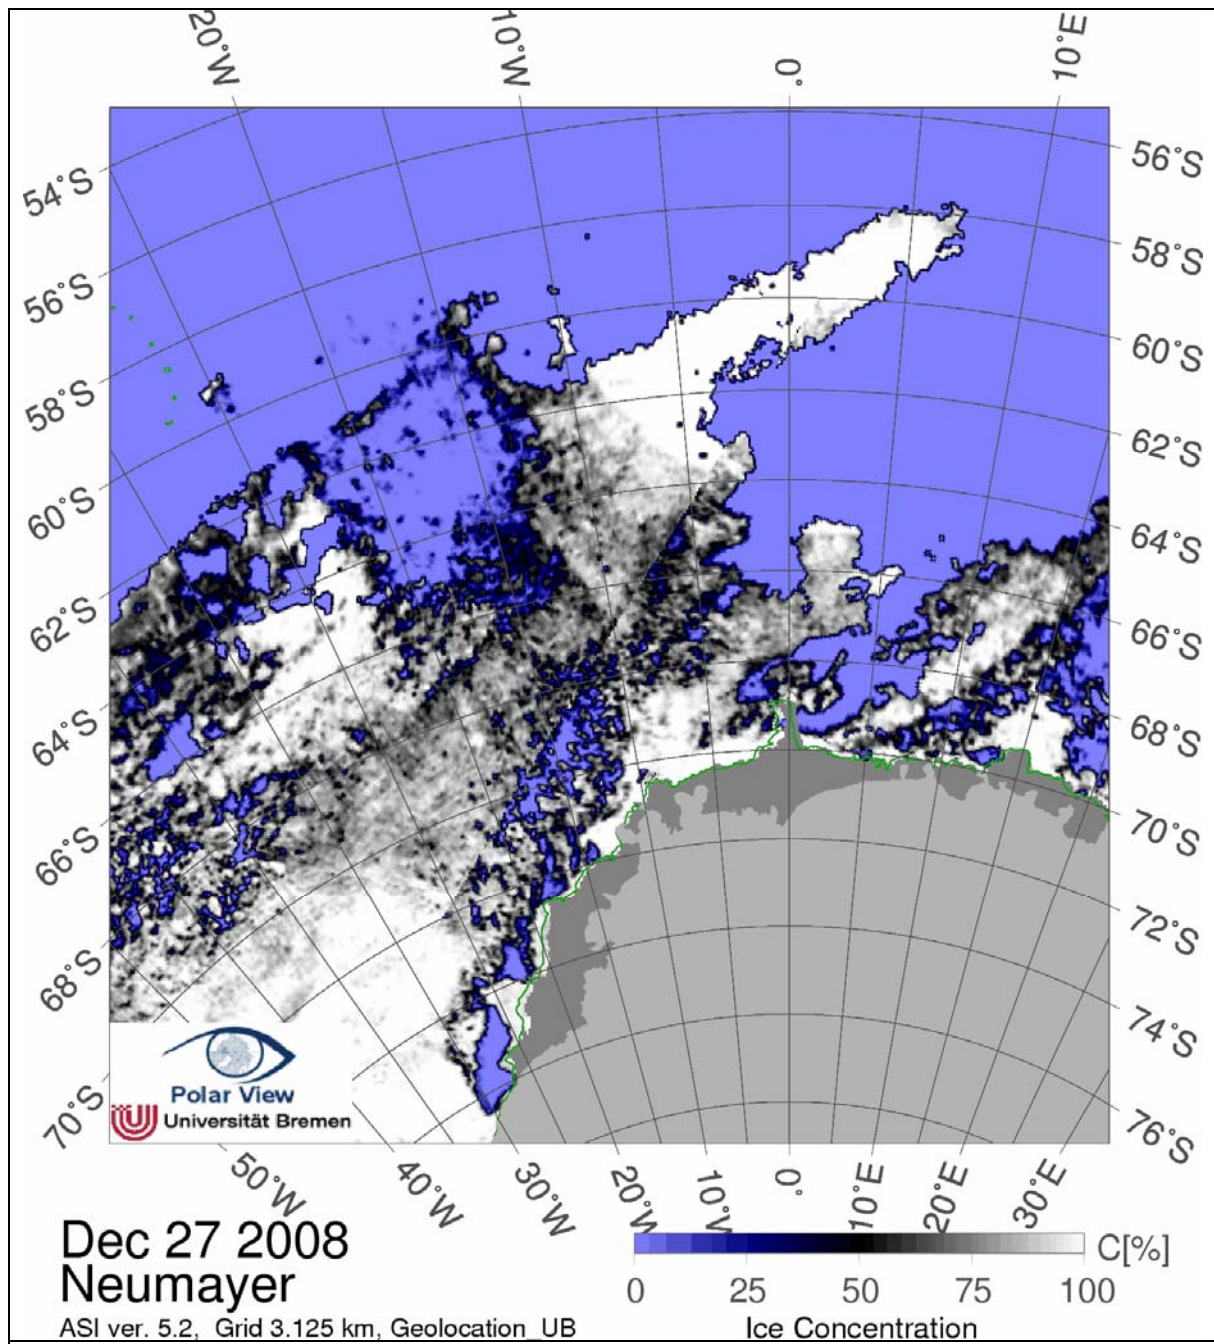 20°W
10°W
0°
10°E
54°S
56°S
58°S
60°S
62°S
64°S
66°S
68°S
70°S
56°S
58°S
60°S
62°S
64°S
66°S
68°S
70°S
72°S
74°S
76°S
Polar View
Universität Bremen
50°W
40°W
30°W
20°W
10°W
0°
10°E
20°E
30°E
Dec 27 2008
Neumayer
ASI ver. 5.2, Grid 3.125 km, Geolocation_UB
C[%]
0 25 50 75 100
Ice Concentration